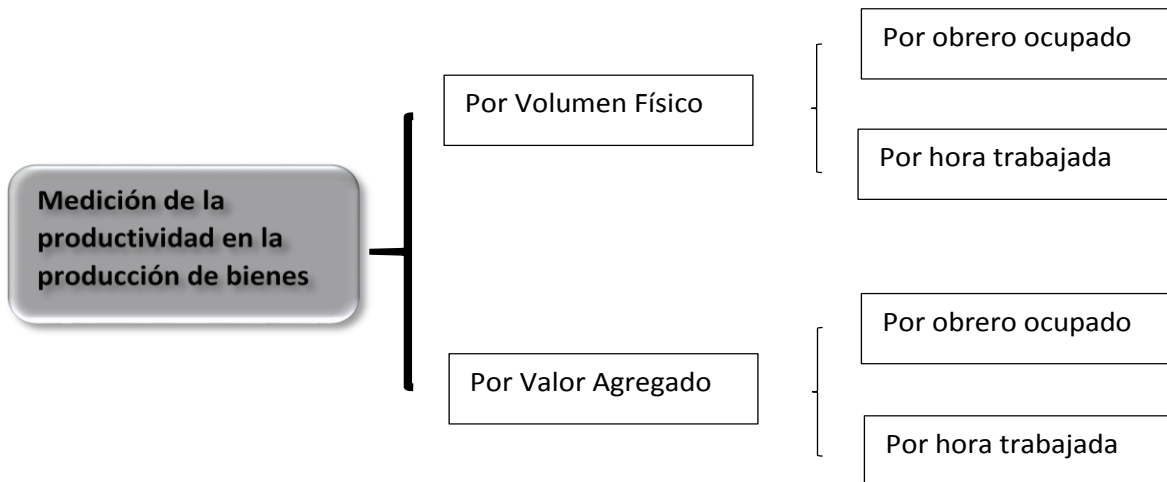 Medición de la
productividad en la
producción de bienes
Por Volumen Físico
Por obrero ocupado
Por hora trabajada
Por Valor Agregado
Por obrero ocupado
Por hora trabajada